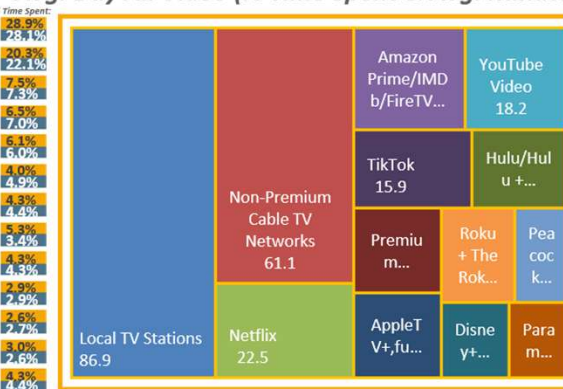 Time Spent:
28.9%
28.1%
20.3%
22.1%
7.5%
7.3%
6.5%
7.0%
6.1%
6.0%
4.0%
4.9%
4.3%
4.4%
5.3%
3.4%
4.3%
4.3%
2.9%
2.9%
2.6%
2.7%
3.0%
2.6%
4.3%
4.4%
Local TV Stations
86.9
Non-Premium
Cable TV
Networks
61.1
Netflix
22.5
Amazon
Prime/IMD
b/FireTV...
YouTube
Video
18.2
TikTok
15.9
Hulu/Hul
u +...
Premiu
m...
Roku
+ The
Rok...
Pea
coc
k...
AppleT
V+,fu...
Disne
y+...
Para
m...